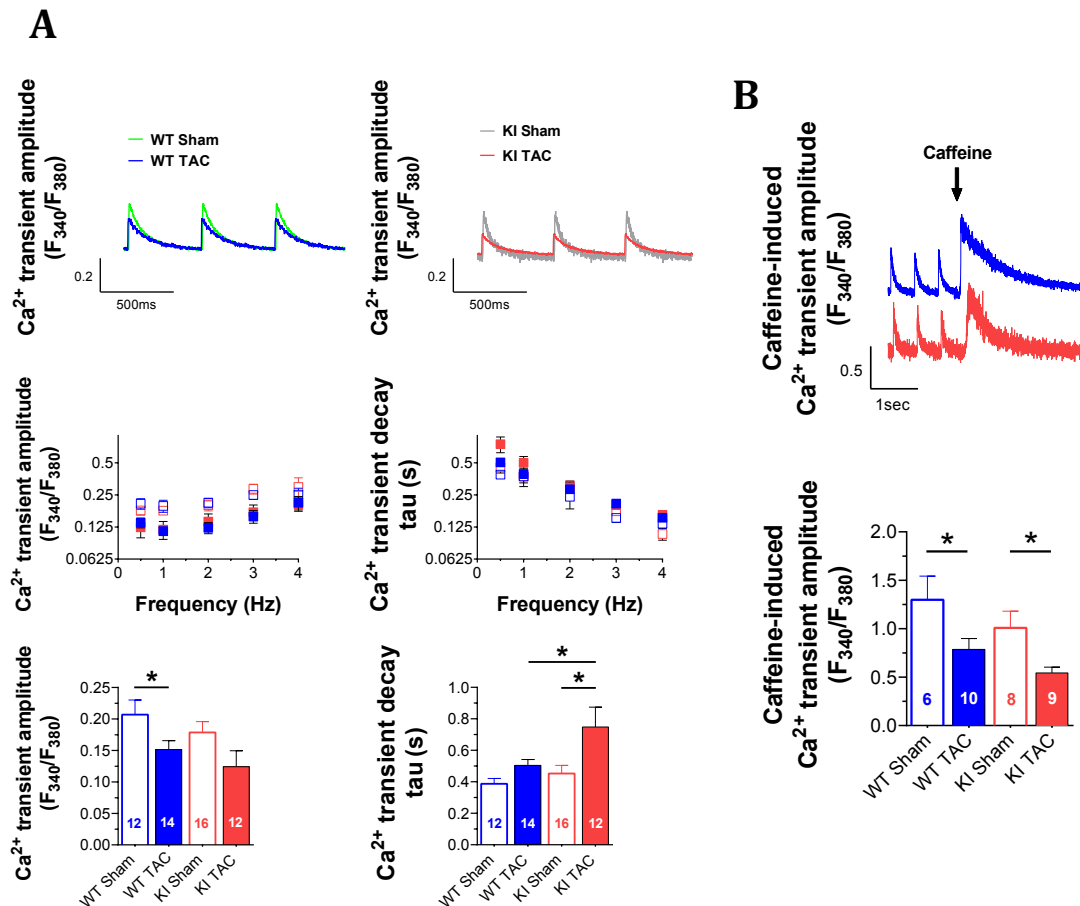 A
Ca²⁺ transient amplitude
(F₃₄₀/F₃₈₀)
WT Sham
WT TAC
0.2
500ms
Ca²⁺ transient amplitude
(F₃₄₀/F₃₈₀)
KI Sham
KI TAC
0.2
500ms
B
Caffeine-induced
Ca²⁺ transient amplitude
(F₃₄₀/F₃₈₀)
Caffeine
0.5
1sec
Ca²⁺ transient amplitude
(F₃₄₀/F₃₈₀)
0.5
0.25
0.125
0.0625
0 1 2 3 4
Frequency (Hz)
Ca²⁺ transient decay
tau (s)
0.5
0.25
0.125
0.0625
0 1 2 3 4
Frequency (Hz)
Ca²⁺ transient amplitude
(F₃₄₀/F₃₈₀)
0.25
0.20
0.15
0.10
0.05
0.00
*
12 14 16 12
WT Sham
WT TAC
KI Sham
KI TAC
Ca²⁺ transient decay
tau (s)
1.0
0.8
0.6
0.4
0.2
0.0
*
*
12 14 16 12
WT Sham
WT TAC
KI Sham
KI TAC
Caffeine-induced
Ca²⁺ transient amplitude
(F₃₄₀/F₃₈₀)
2.0
1.5
1.0
0.5
0.0
* *
6 10 8 9
WT Sham
WT TAC
KI Sham
KI TAC